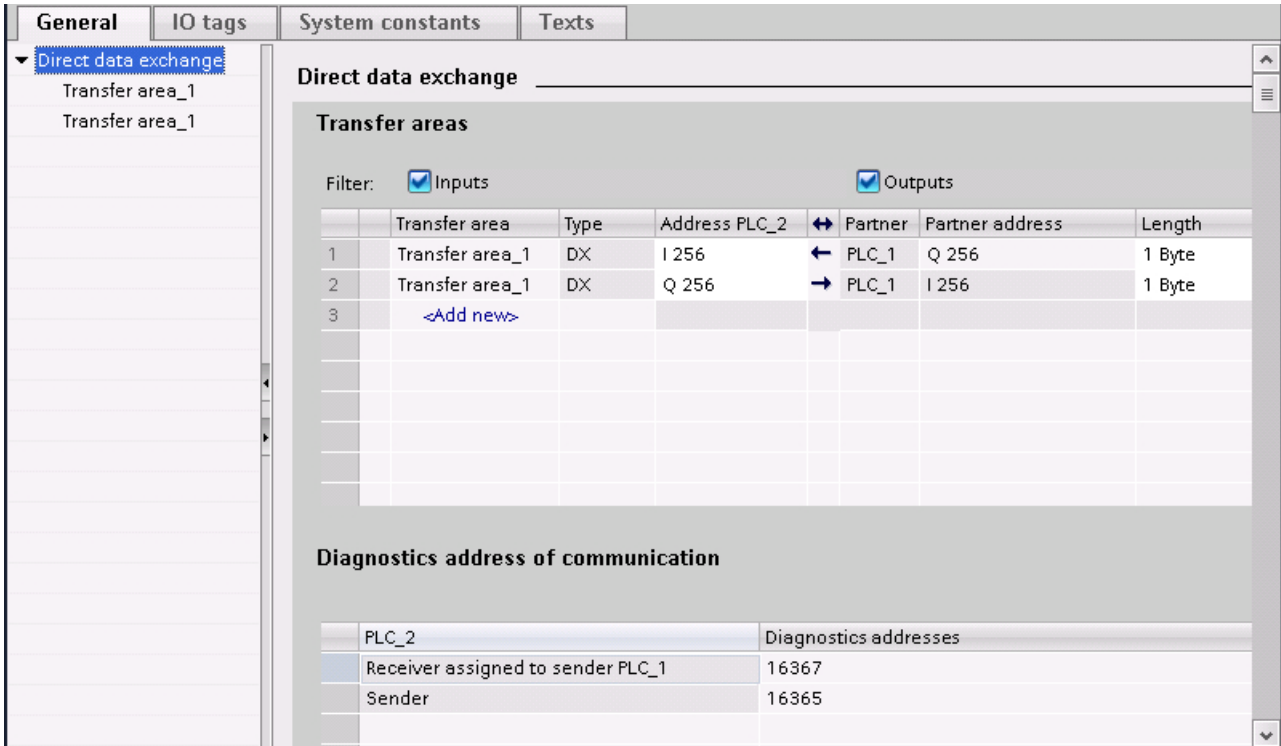 General IO tags System constants Texts
Direct data exchange
Transfer area_1
Transfer area_1
Direct data exchange
Transfer areas
Filter: Inputs Outputs
Transfer area Type Address PLC_2 ↔ Partner Partner address Length
1 Transfer area_1 DX I 256 ← PLC_1 Q 256 1 Byte
2 Transfer area_1 DX Q 256 → PLC_1 I 256 1 Byte
3 <Add new>
Diagnostics address of communication
PLC_2 Diagnostics addresses
Receiver assigned to sender PLC_1 16367
Sender 16365